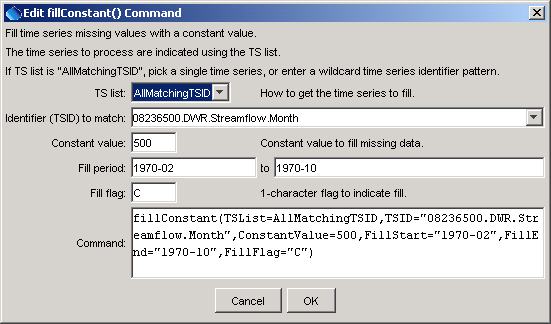 Edit fillConstant() Command
Fill time series missing values with a constant value.
The time series to process are indicated using the TS list.
If TS list is "AllMatchingTSID", pick a single time series, or enter a wildcard time series identifier pattern.
TS list: AllMatchingTSID How to get the time series to fill.
Identifier (TSID) to match: 08236500.DWR.Streamflow.Month
Constant value: 500 Constant value to fill missing data.
Fill period: 1970-02 to 1970-10
Fill flag: C 1-character flag to indicate fill.
Command: fillConstant(TSList=AllMatchingTSID,TSID="08236500.DWR.Str
eamflow.Month",ConstantValue=500,FillStart="1970-02",FillE
nd="1970-10",FillFlag="C")
Cancel OK